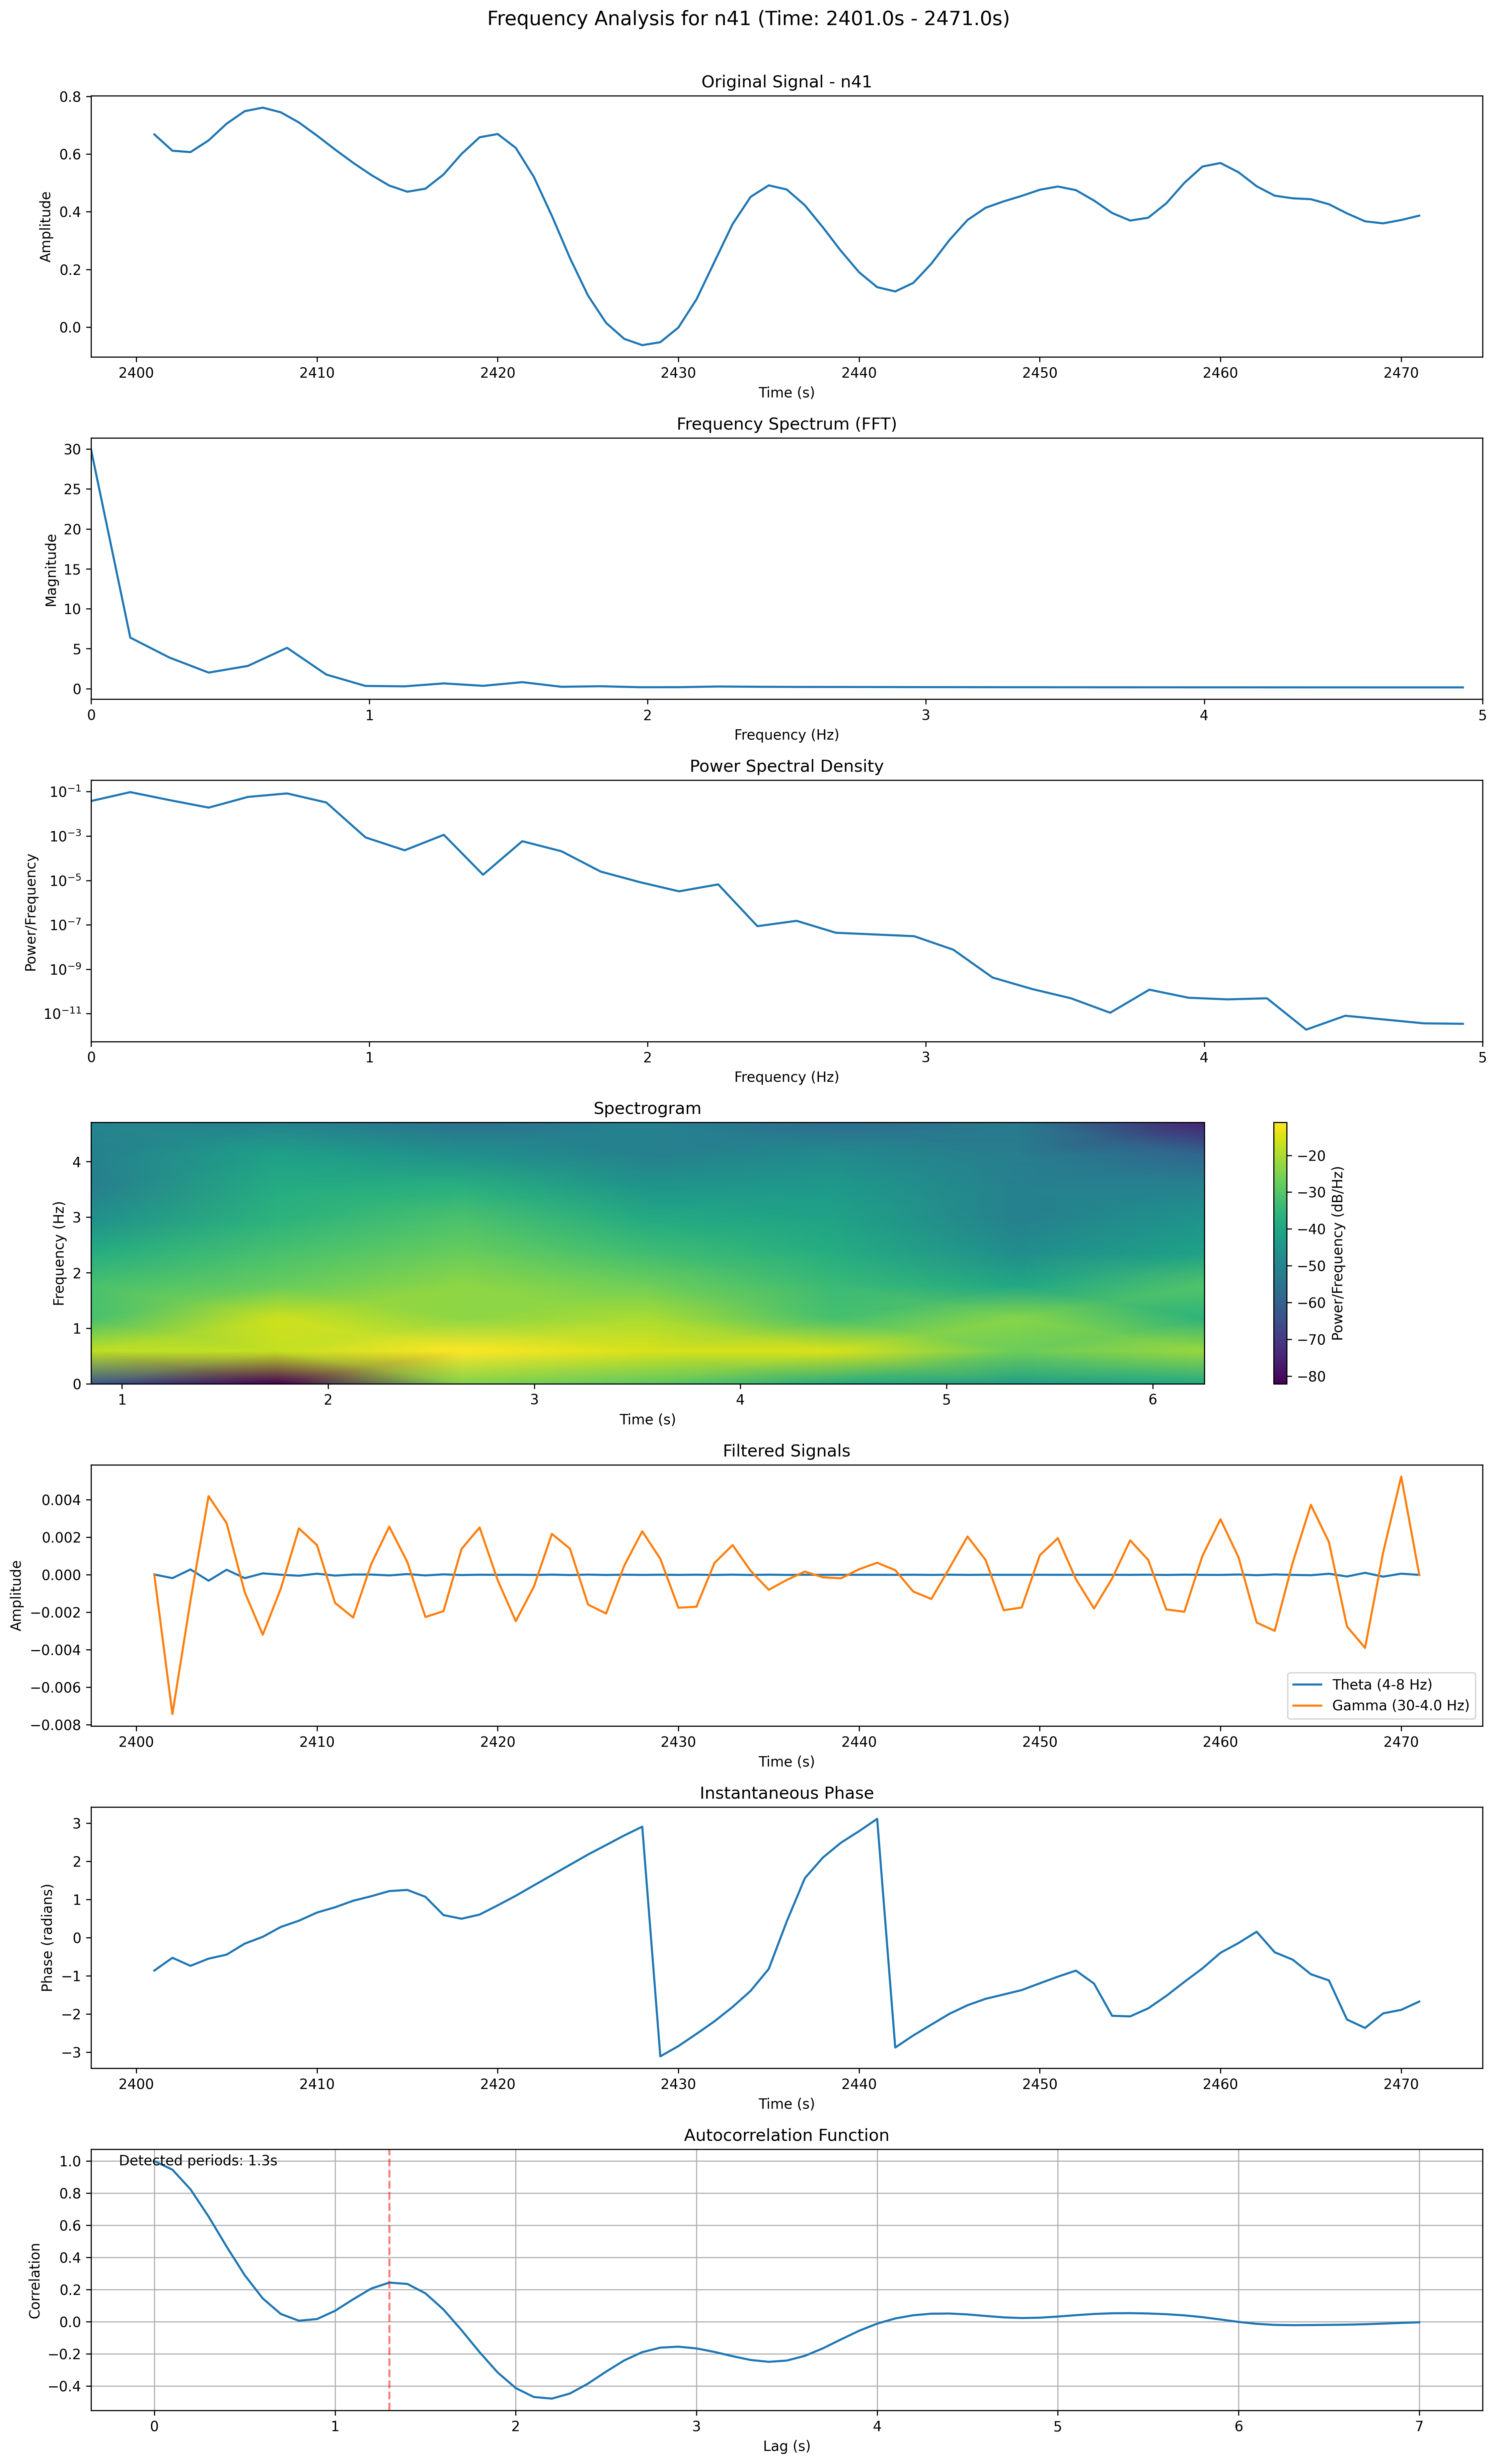 Frequency Analysis for n41 (Time: 2401.0s - 2471.0s)
Original Signal - n41
Amplitude
0.8
0.6
0.4
0.2
0.0
2400 2410 2420 2430 2440 2450 2460 2470
Time (s)
Frequency Spectrum (FFT)
Magnitude
30
25
20
15
10
5
0
0 1 2 3 4 5
Frequency (Hz)
Power Spectral Density
Power/Frequency
10⁻¹
10⁻³
10⁻⁵
10⁻⁷
10⁻⁹
10⁻¹¹
0 1 2 3 4 5
Frequency (Hz)
Spectrogram
Frequency (Hz)
4
3
2
1
0
1 2 3 4 5 6
Time (s)
−20
−30
−40
−50
−60
−70
−80
Power/Frequency (dB/Hz)
Filtered Signals
Amplitude
0.004
0.002
0.000
−0.002
−0.004
−0.006
−0.008
Theta (4-8 Hz)
Gamma (30-4.0 Hz)
2400 2410 2420 2430 2440 2450 2460 2470
Time (s)
Instantaneous Phase
Phase (radians)
3
2
1
0
−1
−2
−3
2400 2410 2420 2430 2440 2450 2460 2470
Time (s)
Autocorrelation Function
Detected periods: 1.3s
Correlation
1.0
0.8
0.6
0.4
0.2
0.0
−0.2
−0.4
0 1 2 3 4 5 6 7
Lag (s)